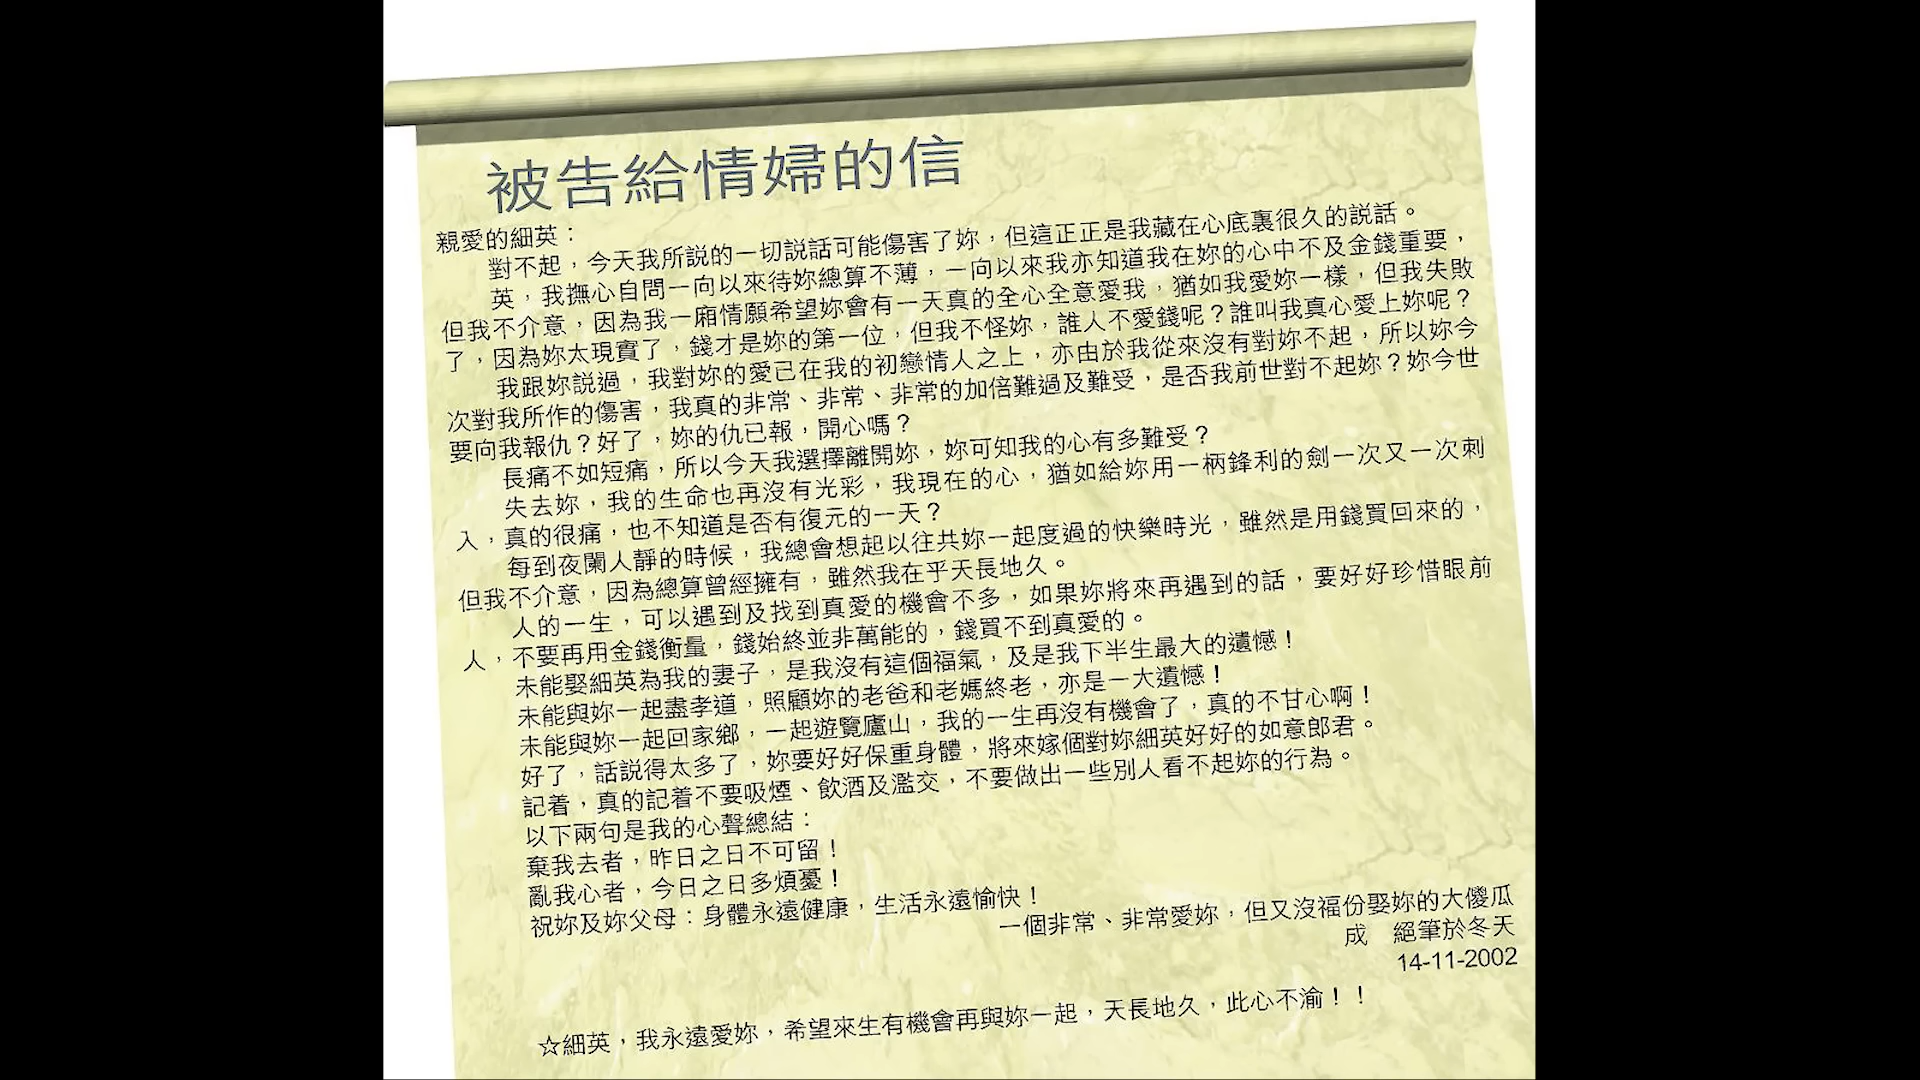 被告給情婦的信
親愛的細英：
對不起，今天我所説的一切説話可能傷害了妳，但這正正是我藏在心底裏很久的説話。
英，我撫心自問一向以來待妳總算不薄，一向以來我亦知道我在妳的心中不及金錢重要，
但我不介意，因為我一廂情願希望妳會有一天真的全心全意愛我，猶如我愛妳一樣，但我失敗
了，因為妳太現實了，錢才是妳的第一位，但我不怪妳，誰人不愛錢呢？誰叫我真心愛上妳呢？
我跟妳説過，我對妳的愛已在我的初戀情人之上，亦由於我從來沒有對妳不起，所以妳今
次對我所作的傷害，我真的非常、非常、非常的加倍難過及難受，是否我前世對不起妳？妳今世
要向我報仇？好了，妳的仇已報，開心嗎？
長痛不如短痛，所以今天我選擇離開妳，妳可知我的心有多難受？
失去妳，我的生命也再沒有光彩，我現在的心，猶如給妳用一柄鋒利的劍一次又一次刺
入，真的很痛，也不知道是否有復元的一天？
每到夜闌人靜的時候，我總會想起以往共妳一起度過的快樂時光，雖然是用錢買回來的，
但我不介意，因為總算曾經擁有，雖然我在乎天長地久。
人的一生，可以遇到及找到真愛的機會不多，如果妳將來再遇到的話，要好好珍惜眼前
人，不要再用金錢衡量，錢始終並非萬能的，錢買不到真愛的。
未能娶細英為我的妻子，是我沒有這個福氣，及是我下半生最大的遺憾！
未能與妳一起盡孝道，照顧妳的老爸和老媽終老，亦是一大遺憾！
未能與妳一起回家鄉，一起遊覽廬山，我的一生再沒有機會了，真的不甘心啊！
好了，話説得太多了，妳要好好保重身體，將來嫁個對妳細英好好的如意郎君。
記着，真的記着不要吸煙、飲酒及濫交，不要做出一些別人看不起妳的行為。
以下兩句是我的心聲總結：
棄我去者，昨日之日不可留！
亂我心者，今日之日多煩憂！
祝妳及妳父母：身體永遠健康，生活永遠愉快！
一個非常、非常愛妳，但又沒福份娶妳的大傻瓜
成　絕筆於冬天
14-11-2002
☆細英，我永遠愛妳，希望來生有機會再與妳一起，天長地久，此心不渝！！